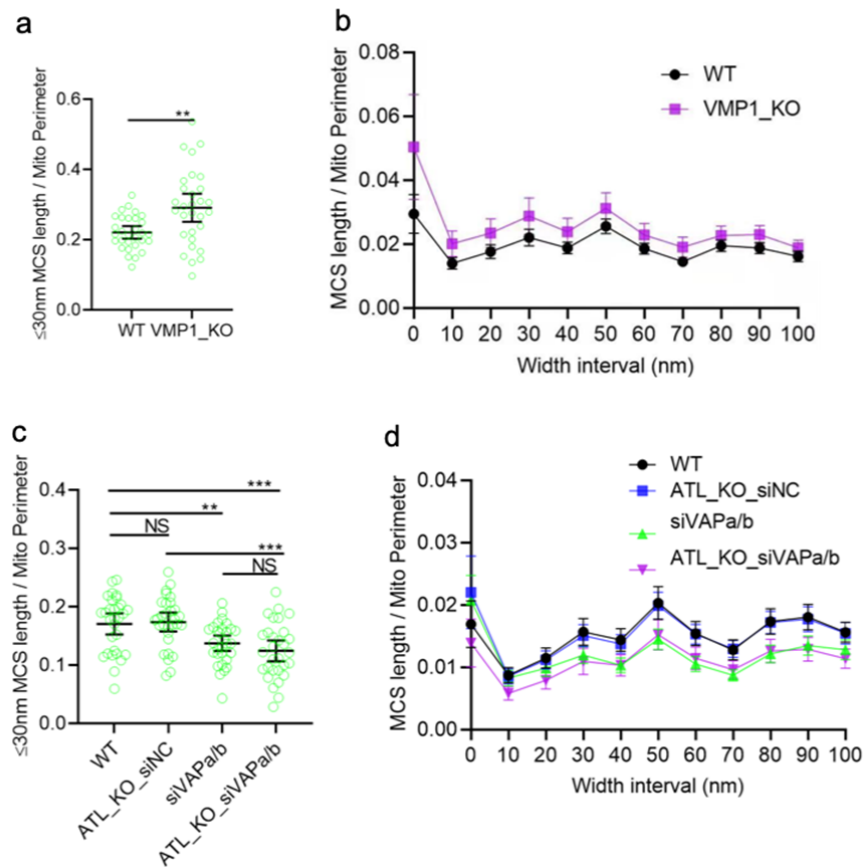 a
≤30nm MCS length / Mito Perimeter
0.6
0.4
0.2
0.0
**
WT
VMP1_KO
b
MCS length / Mito Perimeter
0.08
0.06
0.04
0.02
0.00
WT
VMP1_KO
0 10 20 30 40 50 60 70 80 90 100
Width interval (nm)
c
≤30nm MCS length / Mito Perimeter
0.4
0.3
0.2
0.1
0.0
***
**
NS
***
NS
WT
ATL_KO_siNC
siVAPa/b
ATL_KO_siVAPa/b
d
MCS length / Mito Perimeter
0.04
0.03
0.02
0.01
0.00
WT
ATL_KO_siNC
siVAPa/b
ATL_KO_siVAPa/b
0 10 20 30 40 50 60 70 80 90 100
Width interval (nm)